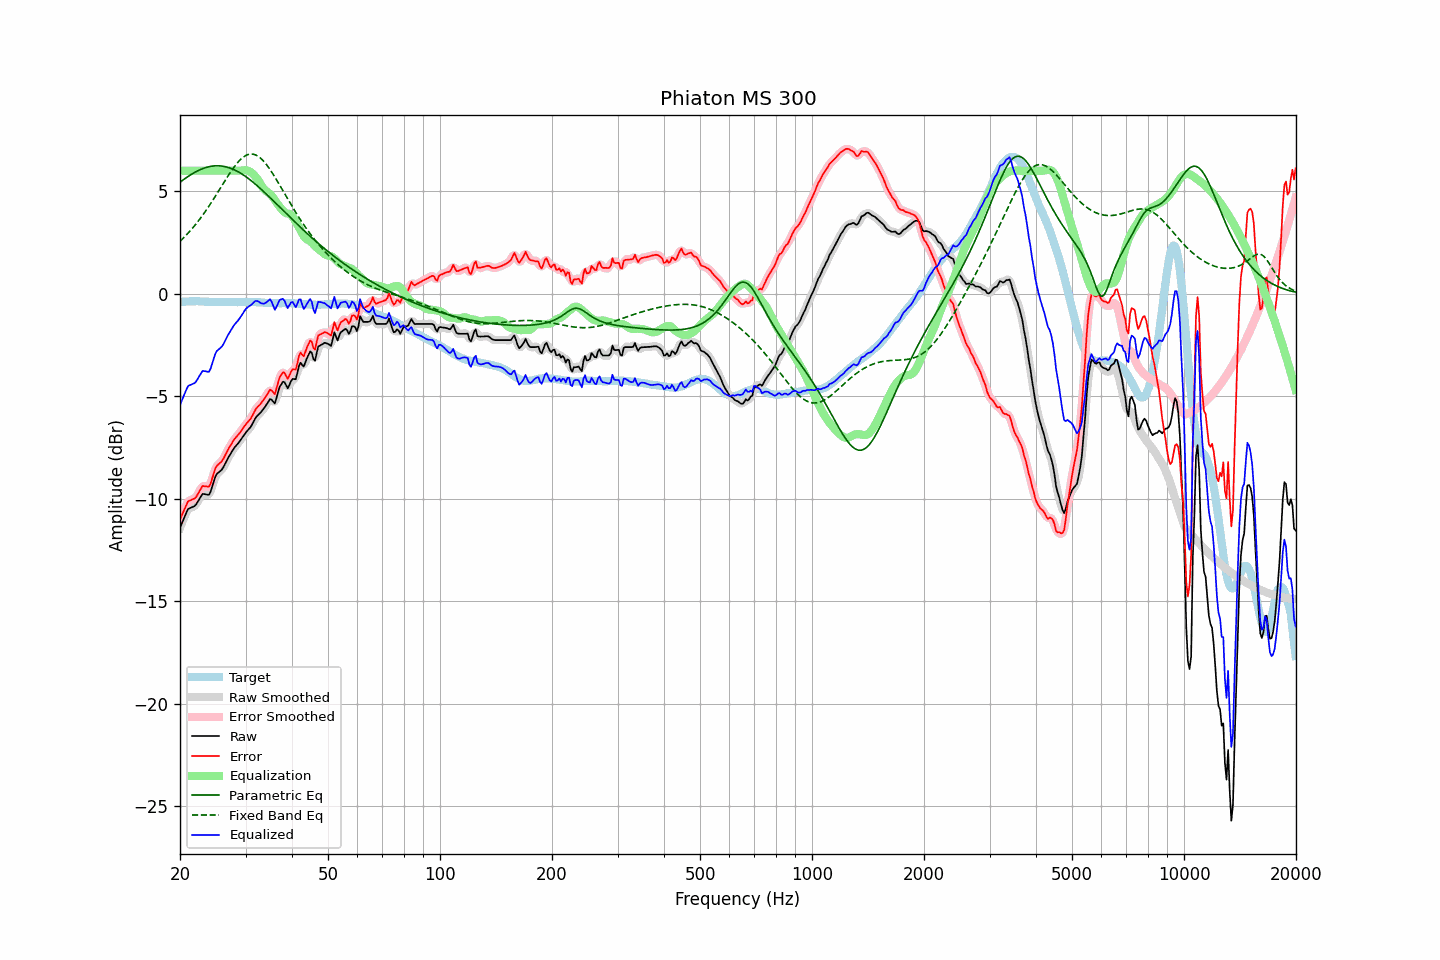 Phiaton MS 300
Amplitude (dBr)
5
0
−5
−10
−15
−20
−25
Target
Raw Smoothed
Error Smoothed
Raw
Error
Equalization
Parametric Eq
Fixed Band Eq
Equalized
20 50 100 200 500 1000 2000 5000 10000 20000
Frequency (Hz)